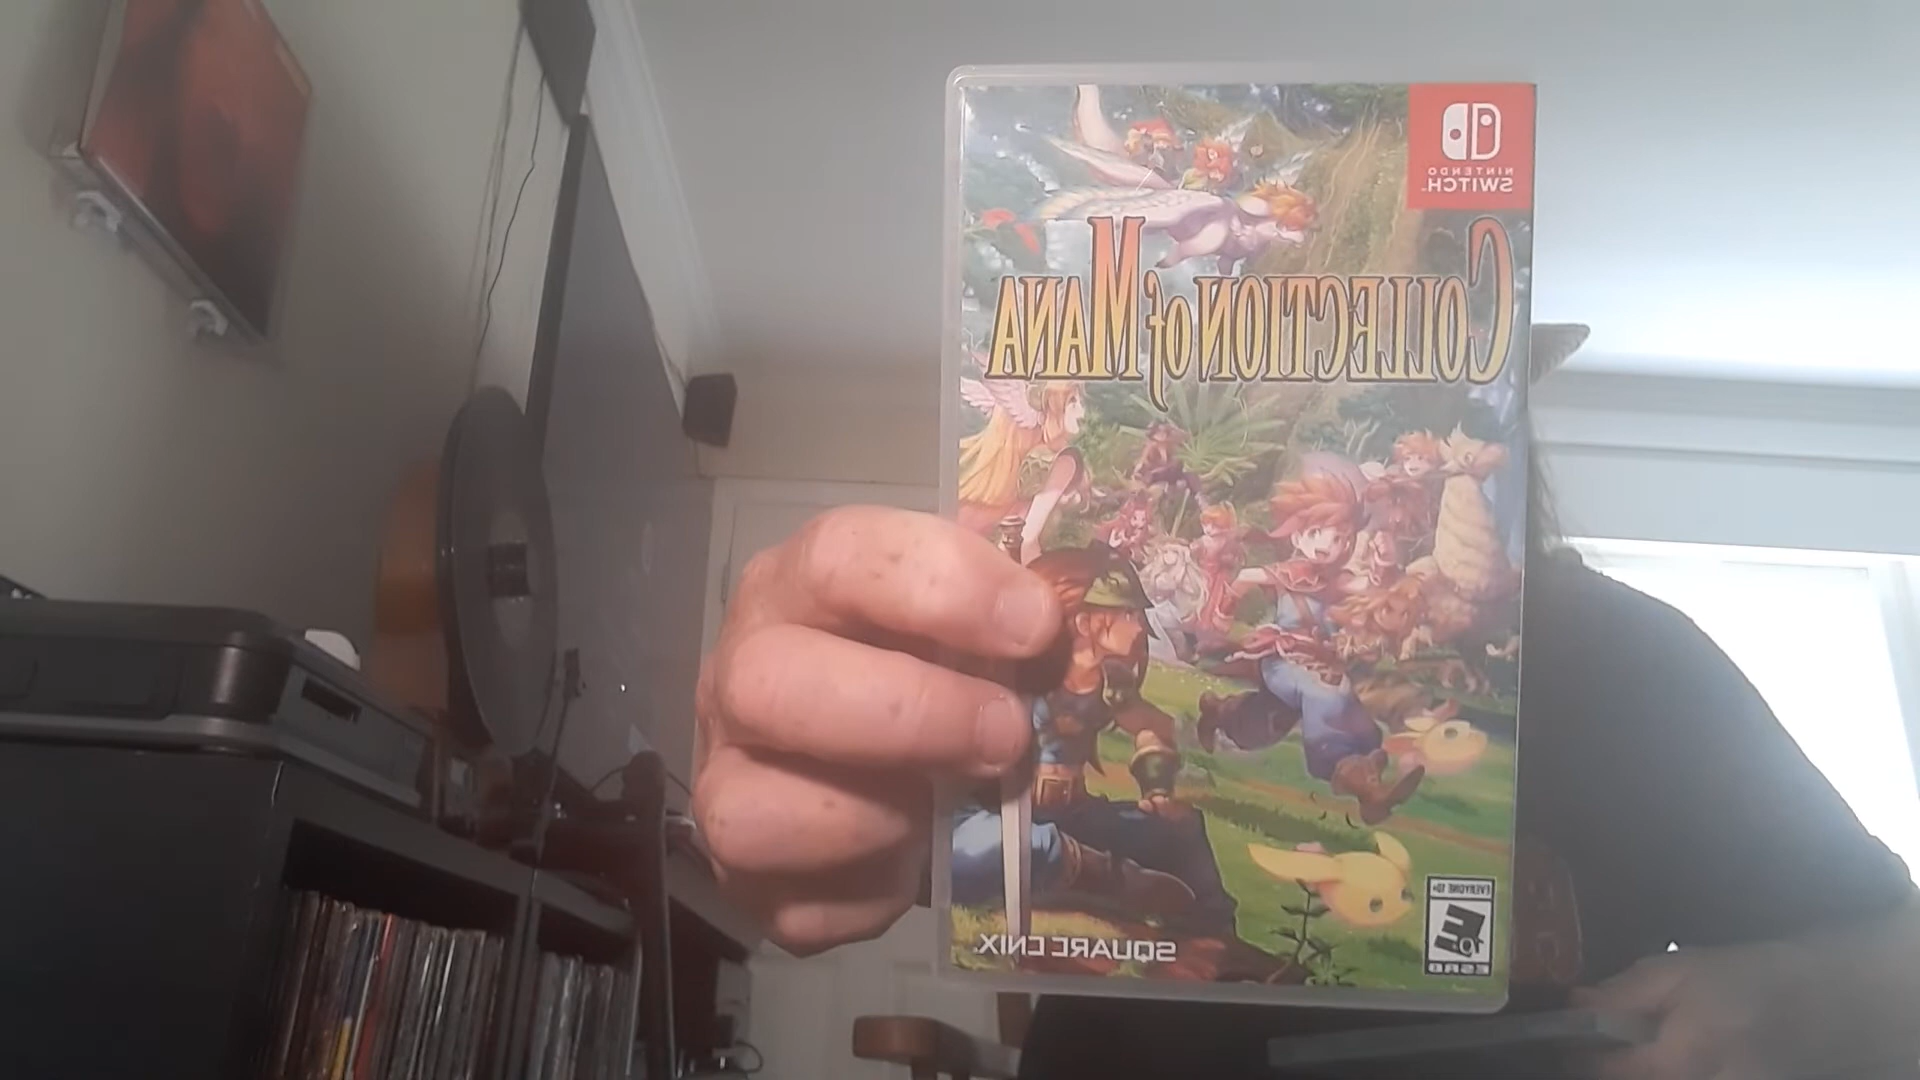 NINTENDO
SWITCH
COLLECTION of MANA
EVERYONE 10+
E
10+
ESRB
SQUARE ENIX